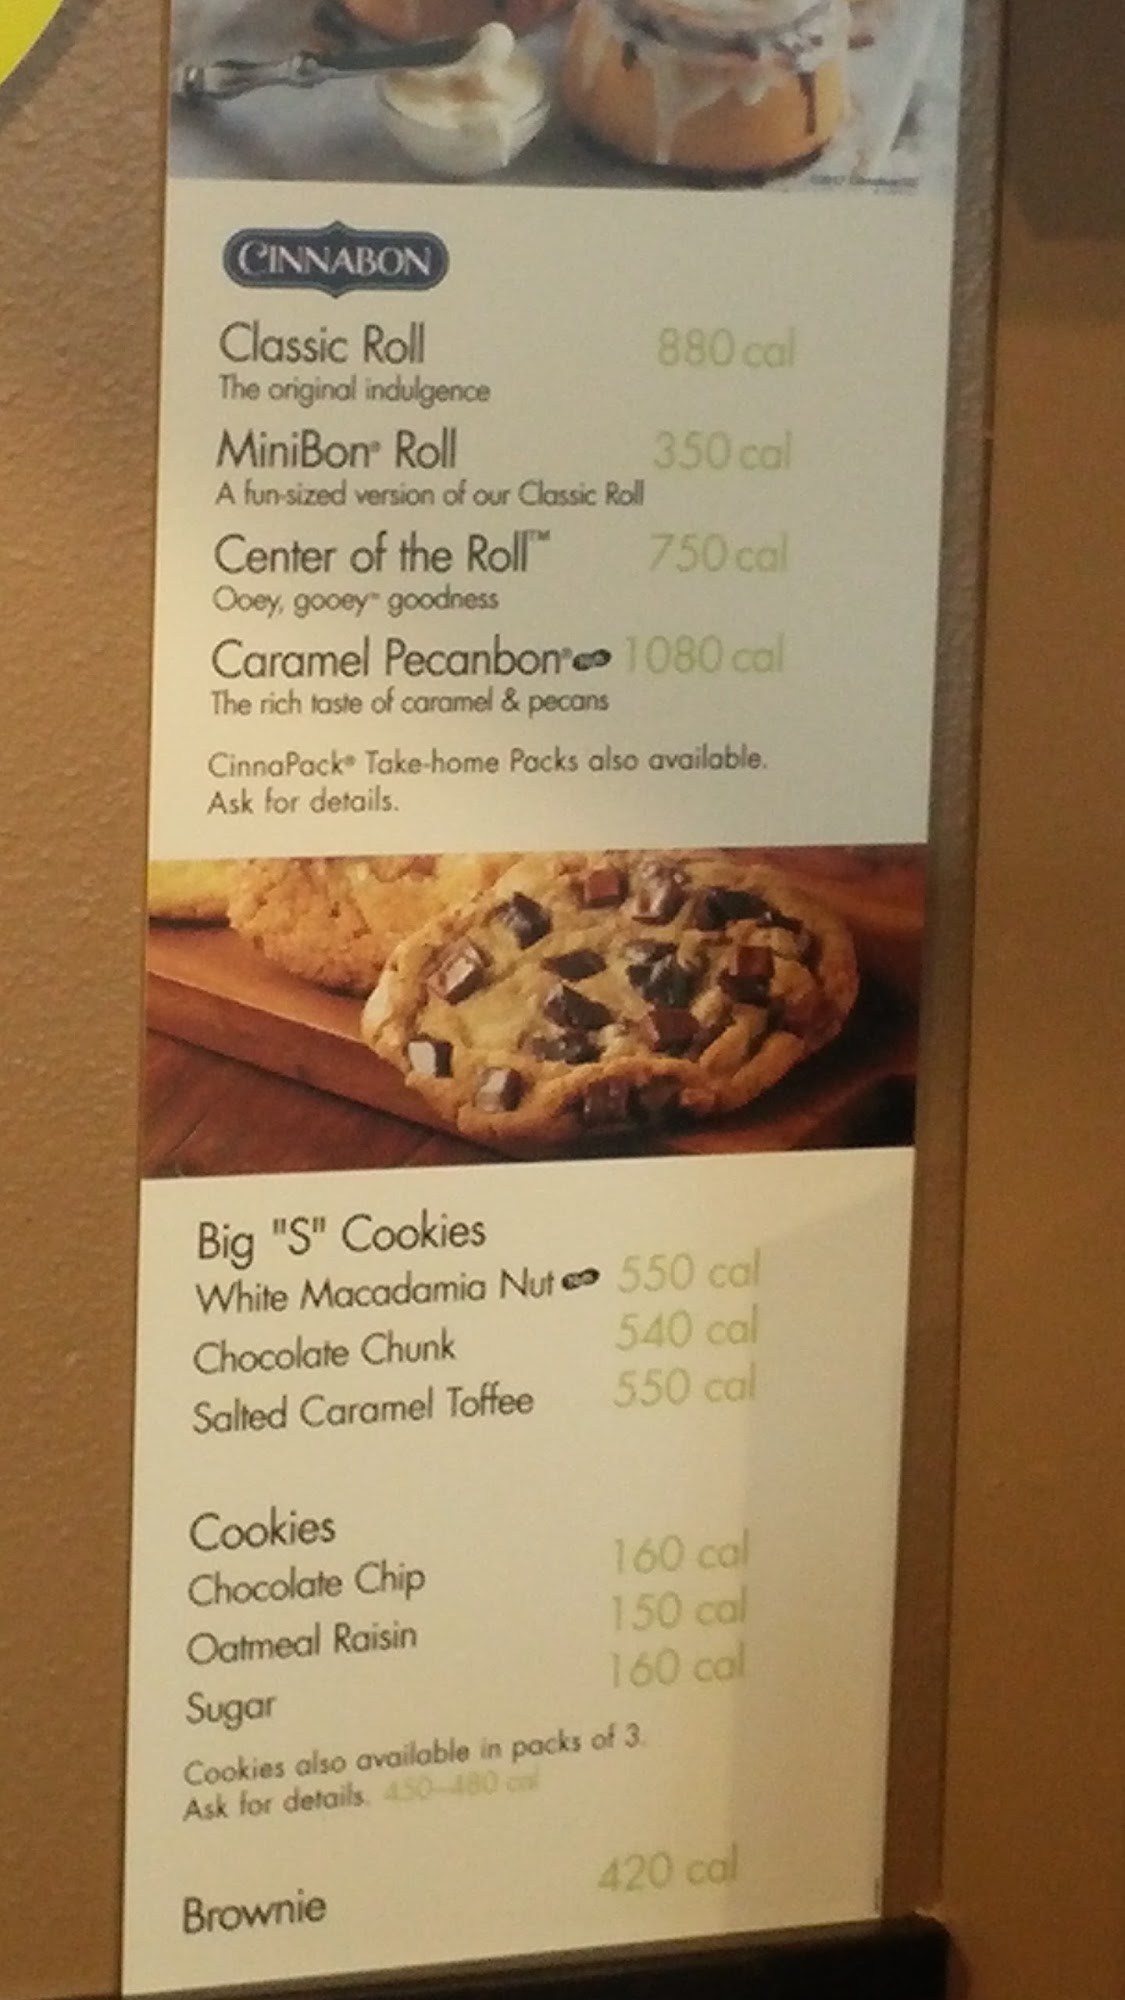 CINNABON
Classic Roll 880 cal
The original indulgence
MiniBon® Roll 350 cal
A fun-sized version of our Classic Roll
Center of the Roll™ 750 cal
Ooey, gooey™ goodness
Caramel Pecanbon® 1080 cal
The rich taste of caramel & pecans
CinnaPack® Take-home Packs also available.
Ask for details.
Big "S" Cookies
White Macadamia Nut 550 cal
Chocolate Chunk 540 cal
Salted Caramel Toffee 550 cal
Cookies
Chocolate Chip 160 cal
Oatmeal Raisin 150 cal
Sugar 160 cal
Cookies also available in packs of 3.
Ask for details. 450–480 cal
Brownie 420 cal